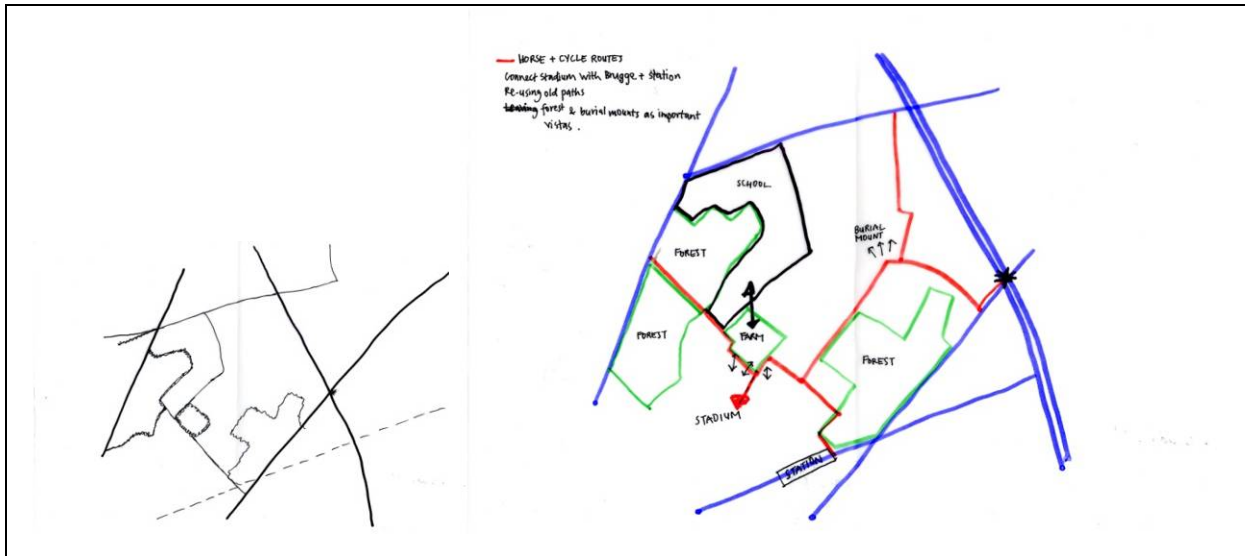 HORSE + CYCLE ROUTES
Connect Stadium with Brugge + Station
Re-using old paths
Leaving forest & burial mounts as important
vistas.
SCHOOL
FOREST
BURIAL
MOUNT
FOREST
FARM
FOREST
STADIUM
STATION